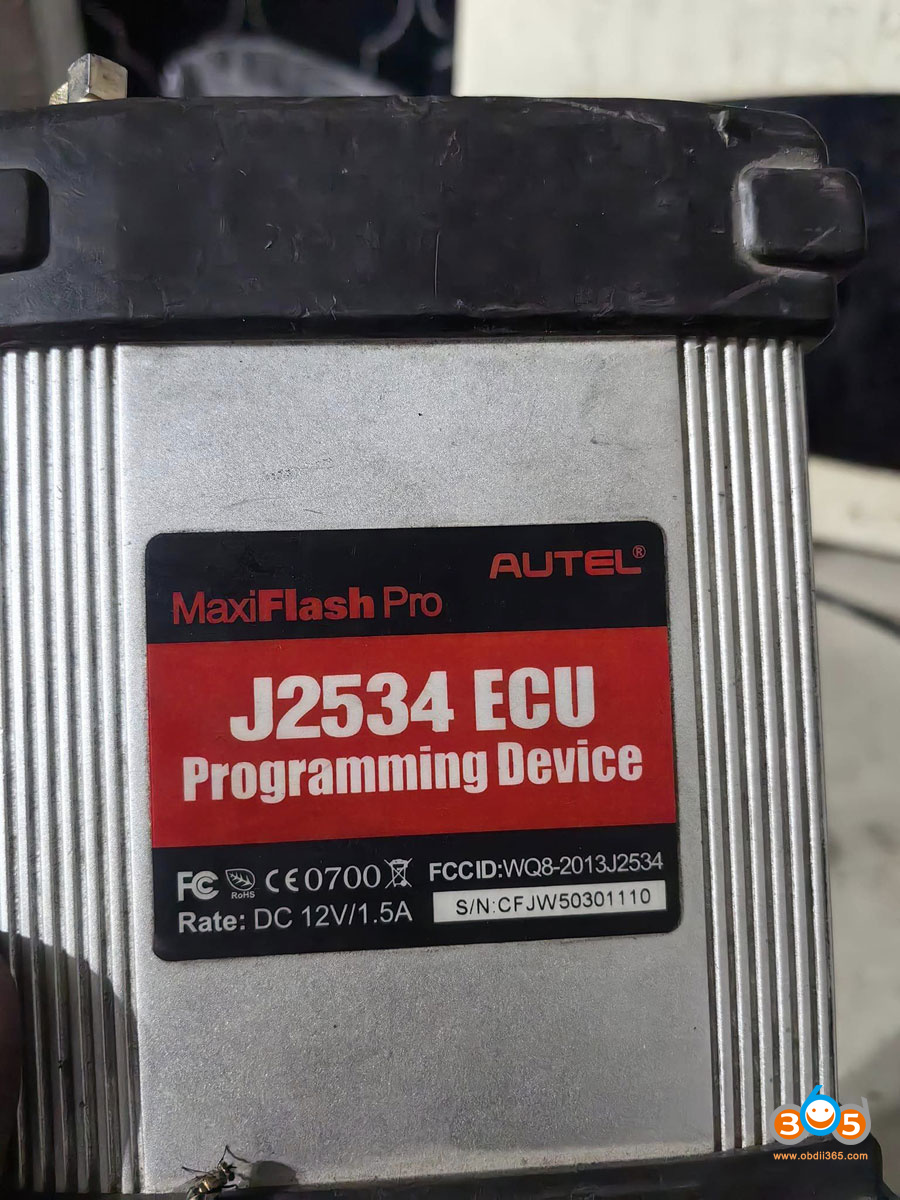 AUTEL®
MaxiFlash Pro
J2534 ECU
Programming Device
FC RoHS CE0700 FCCID:WQ8-2013J2534
Rate: DC 12V/1.5A S/N:CFJW50301110
365
www.obdii365.com